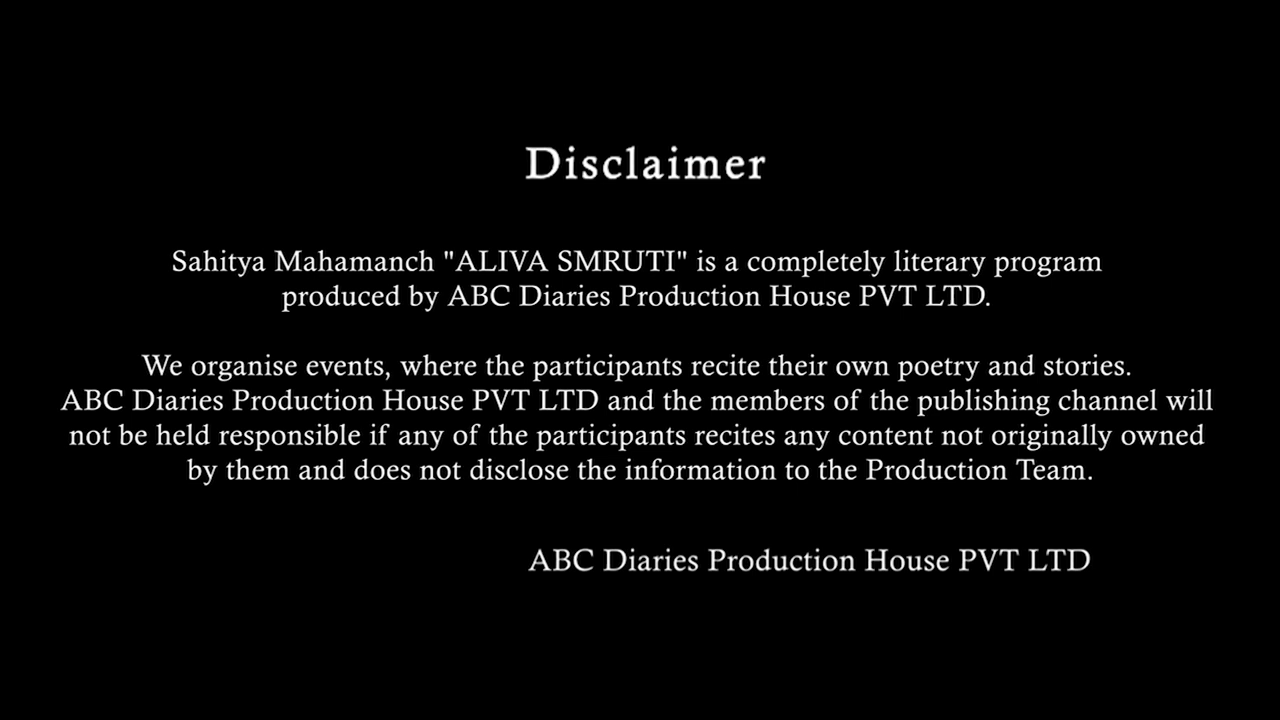 Disclaimer
Sahitya Mahamanch "ALIVA SMRUTI" is a completely literary program
produced by ABC Diaries Production House PVT LTD.
We organise events, where the participants recite their own poetry and stories.
ABC Diaries Production House PVT LTD and the members of the publishing channel will
not be held responsible if any of the participants recites any content not originally owned
by them and does not disclose the information to the Production Team.
ABC Diaries Production House PVT LTD